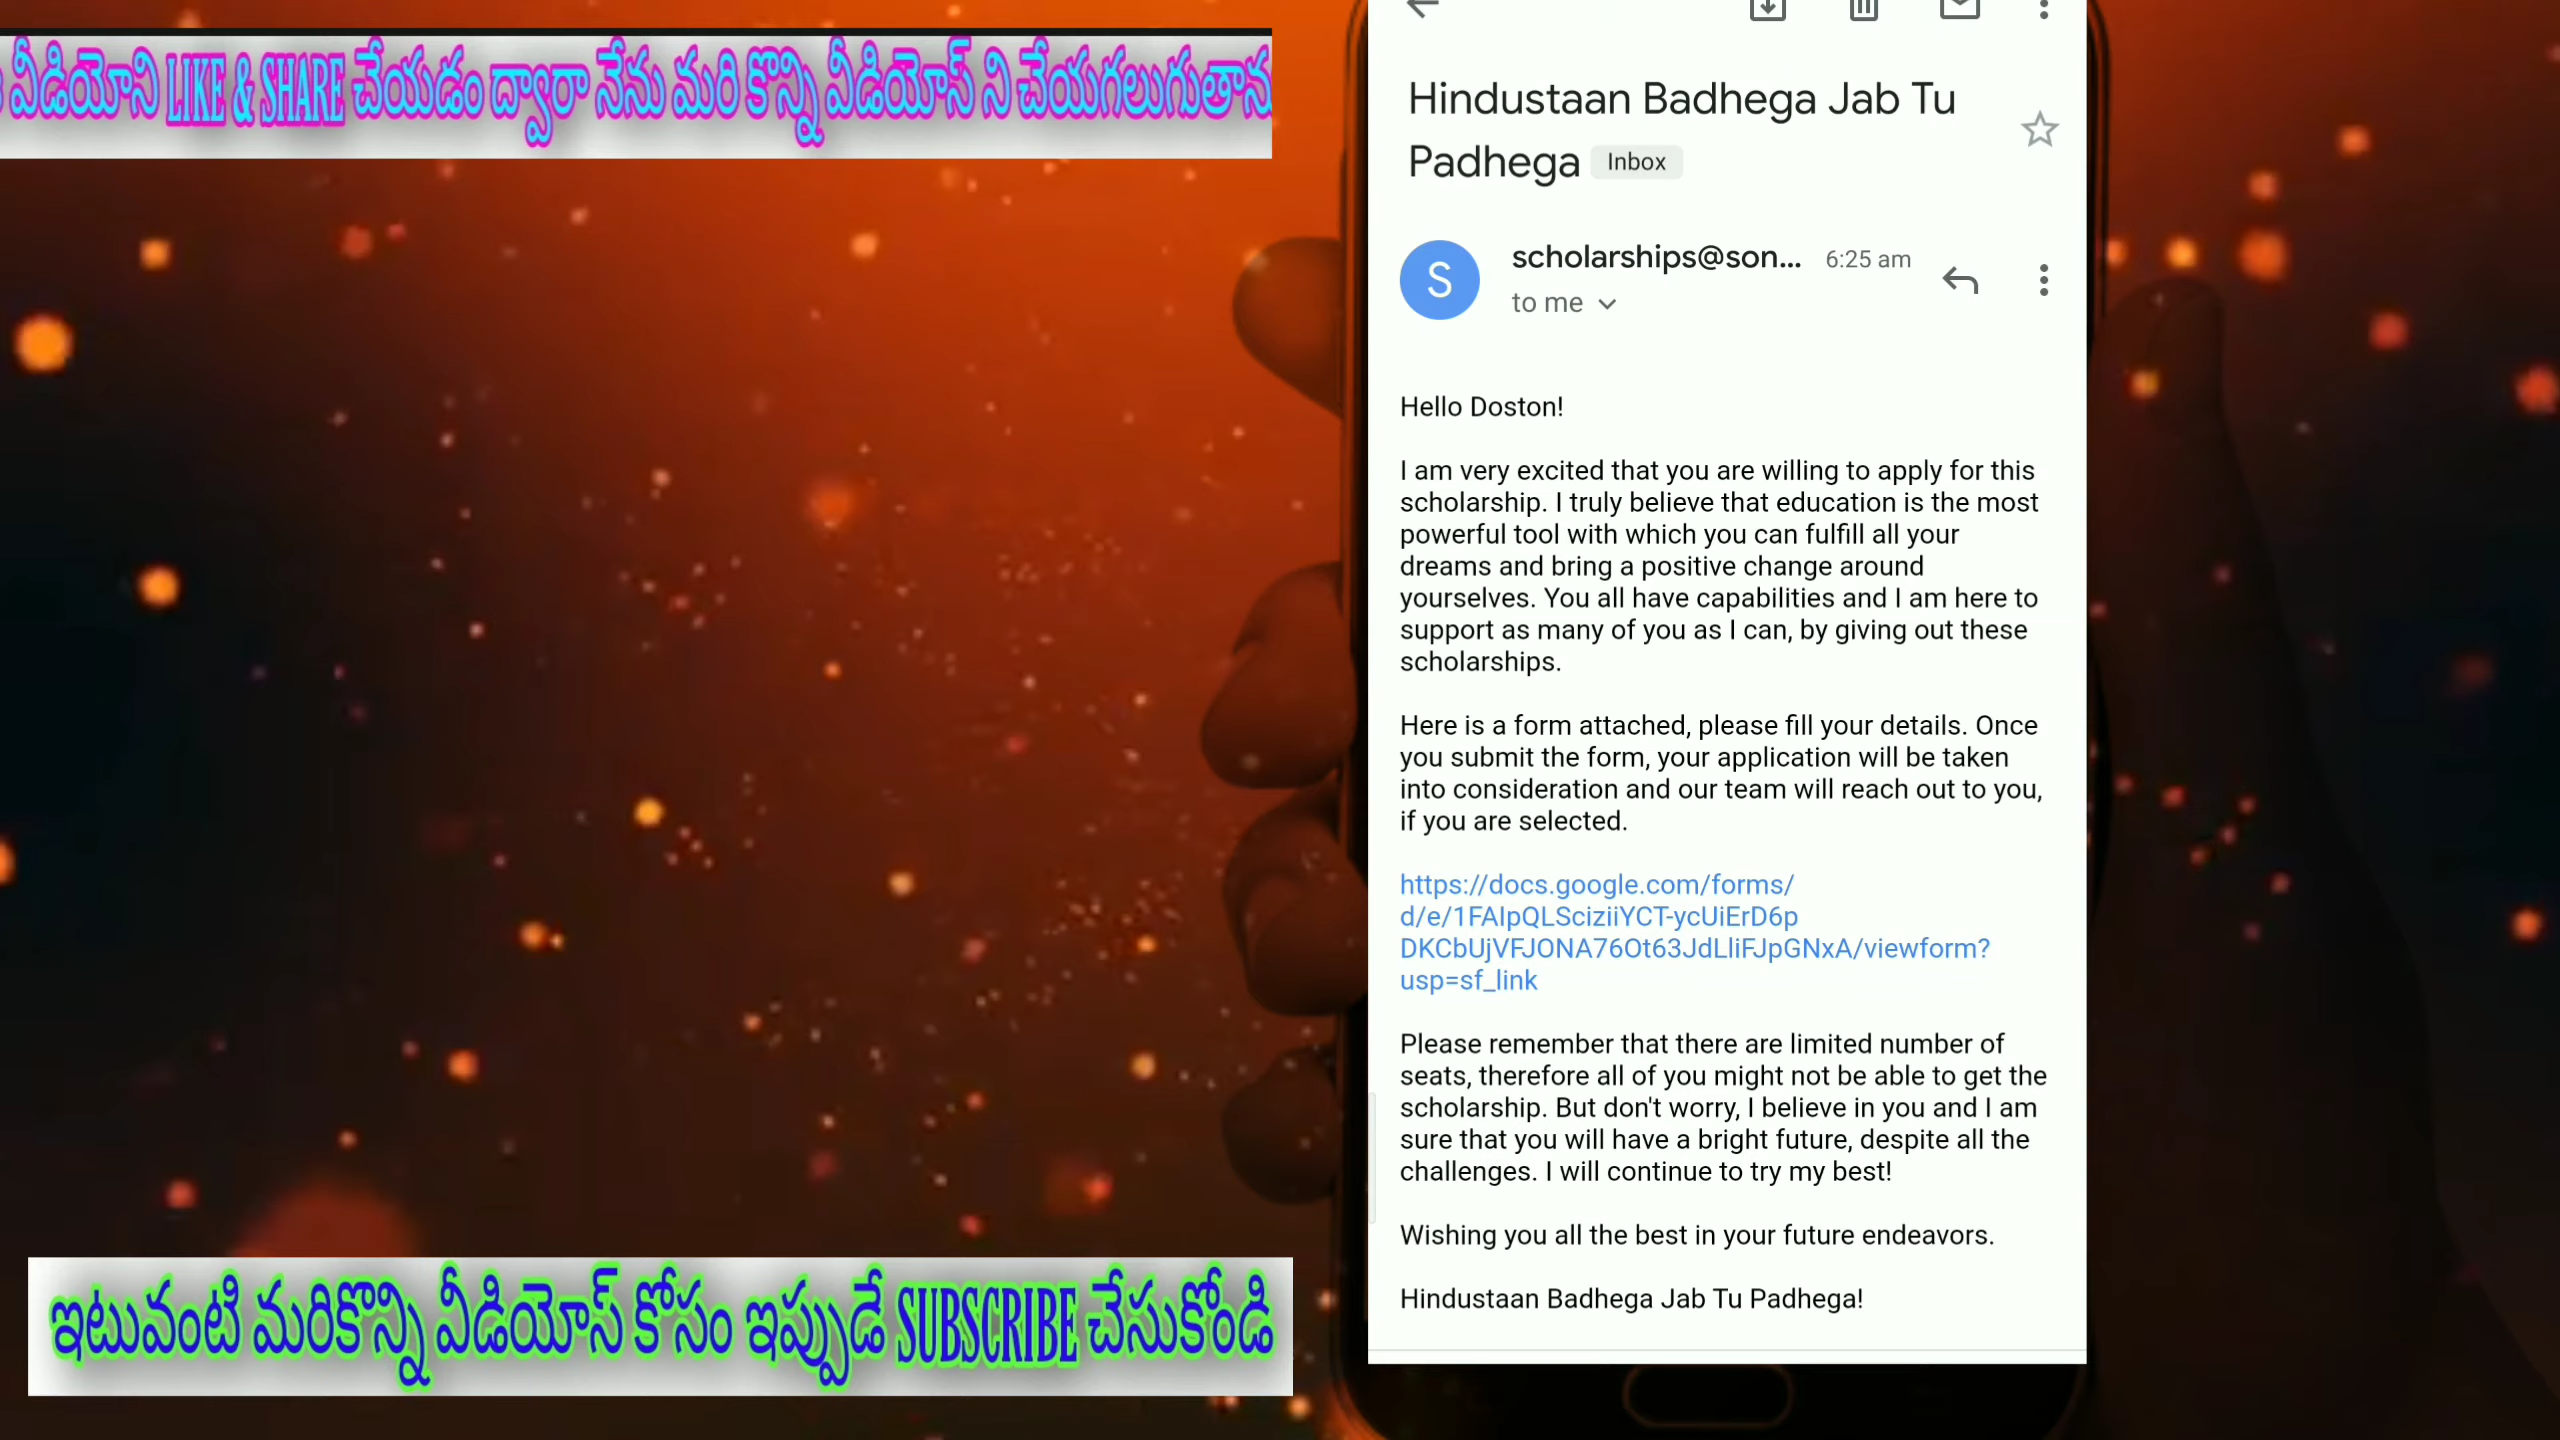 వీడియోని LIKE & SHARE చేయడం ద్వారా నేను మరి కొన్ని వీడియోస్ ని చేయగలుగుతాను
Hindustaan Badhega Jab Tu
Padhega Inbox
S
scholarships@son... 6:25 am
to me
Hello Doston!
I am very excited that you are willing to apply for this
scholarship. I truly believe that education is the most
powerful tool with which you can fulfill all your
dreams and bring a positive change around
yourselves. You all have capabilities and I am here to
support as many of you as I can, by giving out these
scholarships.
Here is a form attached, please fill your details. Once
you submit the form, your application will be taken
into consideration and our team will reach out to you,
if you are selected.
https://docs.google.com/forms/
d/e/1FAIpQLSciziiYCT-ycUiErD6p
DKCbUjVFJONA76Ot63JdLliFJpGNxA/viewform?
usp=sf_link
Please remember that there are limited number of
seats, therefore all of you might not be able to get the
scholarship. But don't worry, I believe in you and I am
sure that you will have a bright future, despite all the
challenges. I will continue to try my best!
Wishing you all the best in your future endeavors.
Hindustaan Badhega Jab Tu Padhega!
ఇటువంటి మరికొన్ని వీడియోస్ కోసం ఇప్పుడే SUBSCRIBE చేసుకోండి